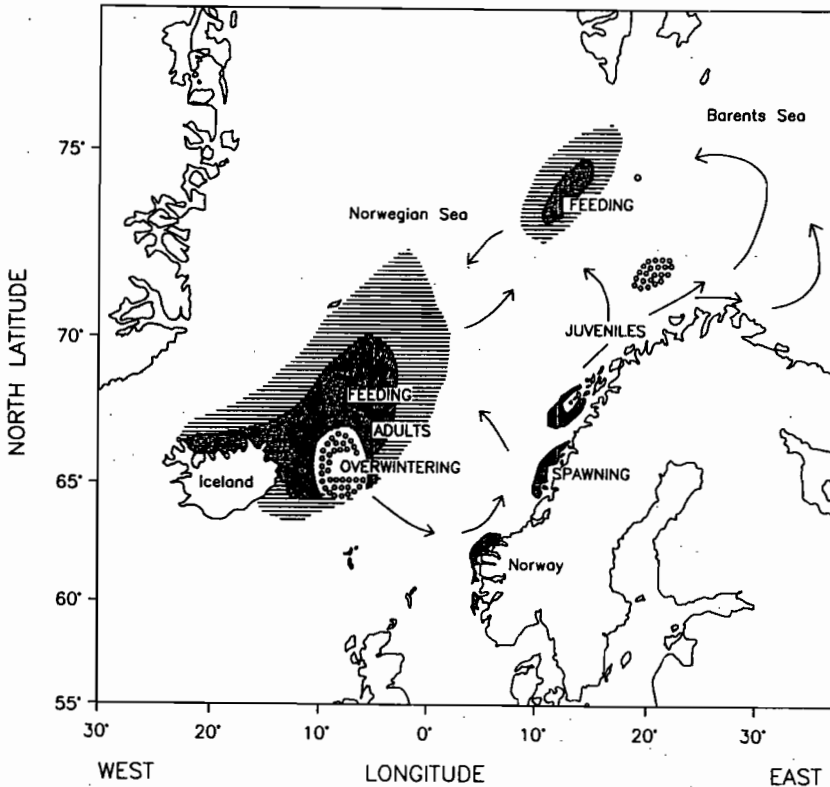 Barents Sea
75°
FEEDING
Norwegian Sea
70°
JUVENILES
NORTH LATITUDE
FEEDING
ADULTS
OVERWINTERING
SPAWNING
65°
Iceland
Norway
60°
55°
30° 20° 10° 0° 10° 20° 30°
WEST LONGITUDE EAST